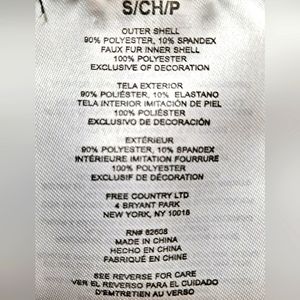 S/CH/P
OUTER SHELL
90% POLYESTER, 10% SPANDEX
FAUX FUR INNER SHELL
100% POLYESTER
EXCLUSIVE OF DECORATION
TELA EXTERIOR
90% POLIÉSTER, 10% ELASTANO
TELA INTERIOR IMITACIÓN DE PIEL
100% POLIÉSTER
EXCLUSIVO DE DECORACIÓN
EXTÉRIEUR
90% POLYESTER, 10% SPANDEX
INTÉRIEURE IMITATION FOURRURE
100% POLYESTER
EXCLUSIF DE DÉCORATION
FREE COUNTRY LTD
4 BRYANT PARK
NEW YORK, NY 10018
RN# 82608
MADE IN CHINA
HECHO EN CHINA
FABRIQUÉ EN CHINE
SEE REVERSE FOR CARE
VER EL REVERSO PARA EL CUIDADO
D'EMTRETIEN AU VERSO